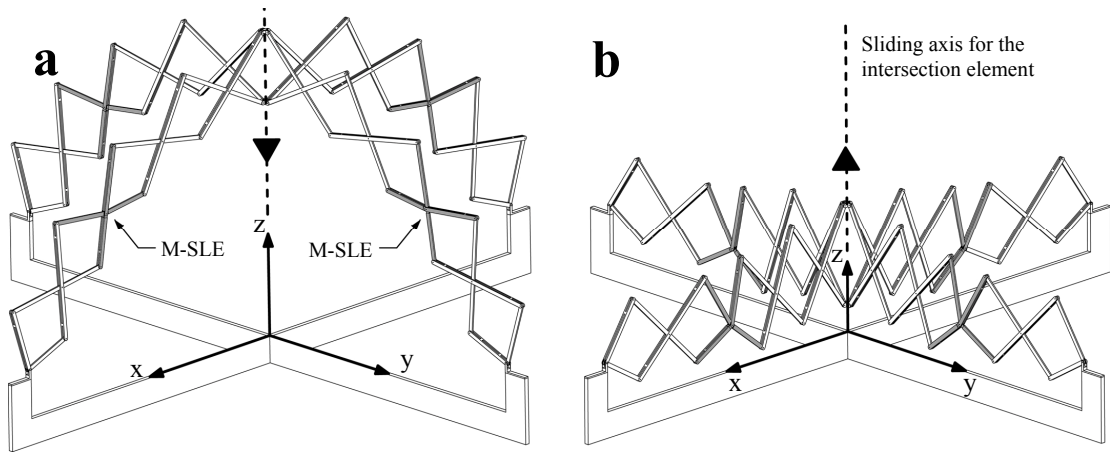 a
M-SLE
M-SLE
z
x
y
b
Sliding axis for the
intersection element
z
x
y